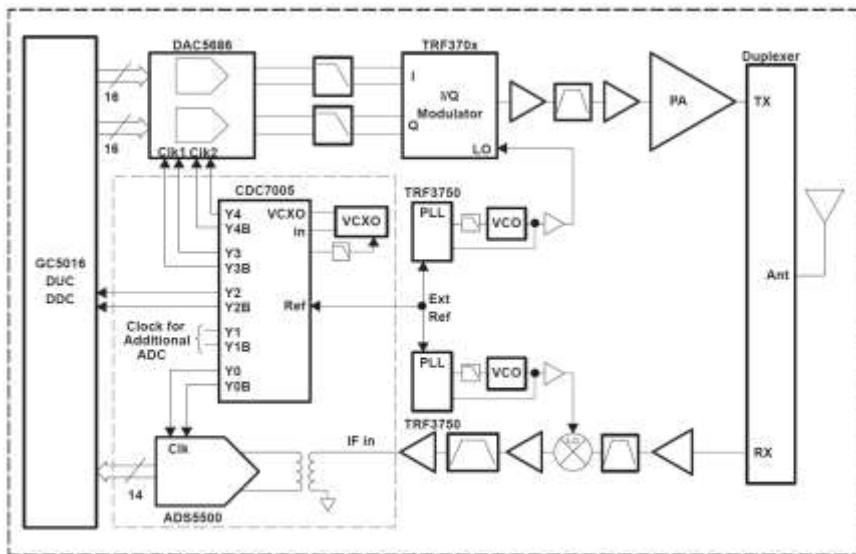 DAC5686
TRF370x
Duplexer
16
16
Clk1 Clk2
I
I/Q
Modulator
Q
LO
PA
TX
CDC7005
TRF3750
Y4
Y4B
VCXO
in
VCXO
PLL
VCO
Y3
Y3B
GC5016
DUC
DDC
Y2
Y2B
Ref
Ext
Ref
Ant
Clock for
Additional
ADC
Y1
Y1B
Y0
Y0B
PLL
VCO
TRF3750
Clk
IF in
LO
RX
14
ADS5500